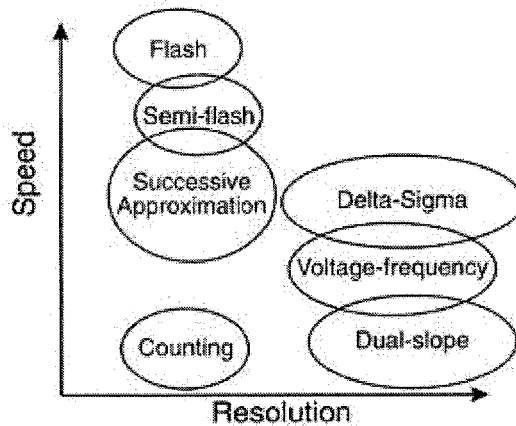 Flash
Semi-flash
Successive
Approximation
Delta-Sigma
Voltage-frequency
Counting
Dual-slope
Speed
Resolution